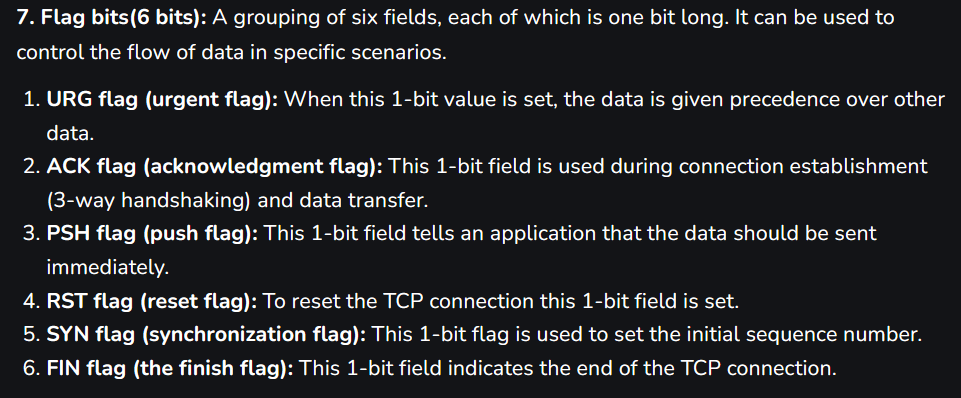 7. Flag bits(6 bits): A grouping of six fields, each of which is one bit long. It can be used to
control the flow of data in specific scenarios.
1. URG flag (urgent flag): When this 1-bit value is set, the data is given precedence over other
data.
2. ACK flag (acknowledgment flag): This 1-bit field is used during connection establishment
(3-way handshaking) and data transfer.
3. PSH flag (push flag): This 1-bit field tells an application that the data should be sent
immediately.
4. RST flag (reset flag): To reset the TCP connection this 1-bit field is set.
5. SYN flag (synchronization flag): This 1-bit flag is used to set the initial sequence number.
6. FIN flag (the finish flag): This 1-bit field indicates the end of the TCP connection.